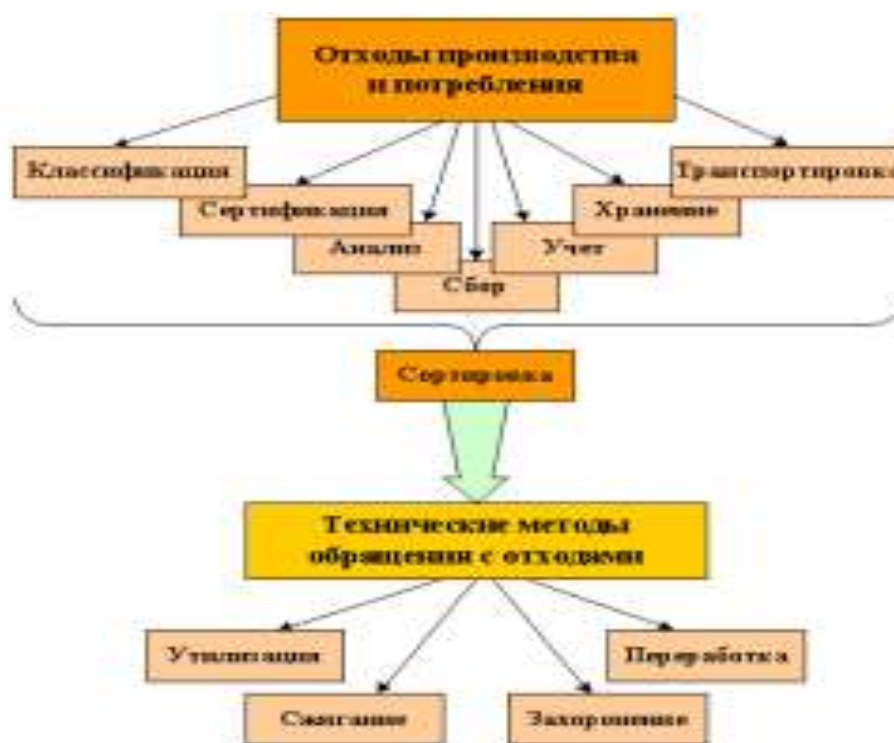 Отходы производства
и потребления
Классификация
Транспортировка
Сертификация
Хранение
Анализ
Учет
Сбор
Сортировка
Технические методы
обращения с отходами
Утилизация
Переработка
Сжигание
Захоронение